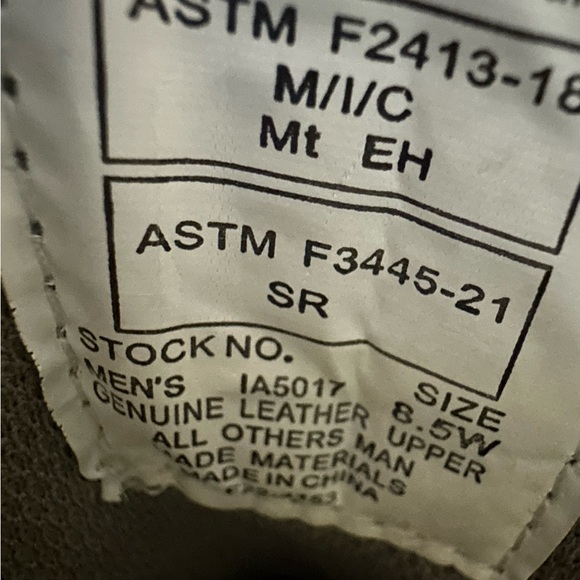 ASTM F2413-18
M/I/C
Mt EH
ASTM F3445-21
SR
STOCK NO. SIZE
MEN'S IA5017 8.5W
GENUINE LEATHER UPPER
ALL OTHERS MAN
MADE MATERIALS
MADE IN CHINA